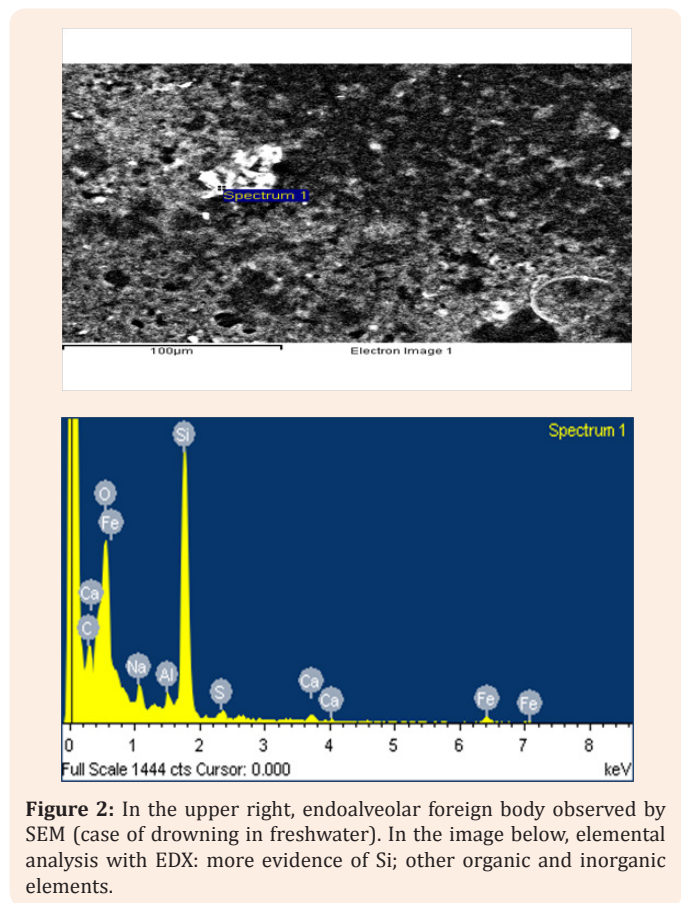 Spectrum 1
100µm
Electron Image 1
Spectrum 1
Si
O
Fe
Ca
C
Na
Al
S
Ca
Ca
Fe
Fe
0 1 2 3 4 5 6 7 8
Full Scale 1444 cts Cursor: 0.000 keV
Figure 2: In the upper right, endoalveolar foreign body observed by
SEM (case of drowning in freshwater). In the image below, elemental
analysis with EDX: more evidence of Si; other organic and inorganic
elements.